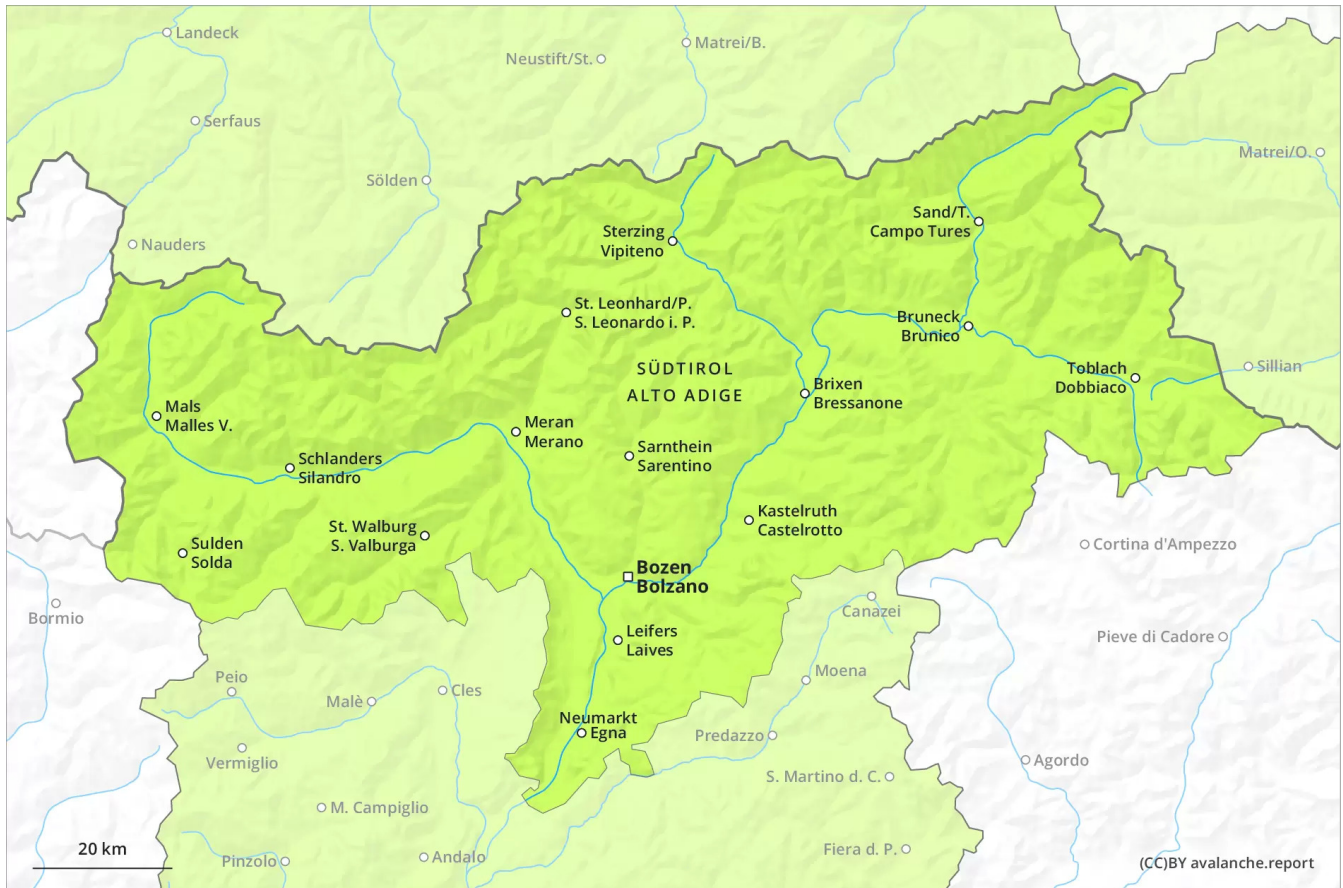 Landeck
Neustift/St.
Matrei/B.
Serfaus
Matrei/O.
Sölden
Nauders
Sand/T.
Campo Tures
Sterzing
Vipiteno
St. Leonhard/P.
S. Leonardo i. P.
Bruneck
Brunico
SÜDTIROL
ALTO ADIGE
Toblach
Dobbiaco
Sillian
Brixen
Bressanone
Mals
Malles V.
Meran
Merano
Sarnthein
Sarentino
Schlanders
Silandro
Kastelruth
Castelrotto
St. Walburg
S. Valburga
Sulden
Solda
Cortina d'Ampezzo
Bozen
Bolzano
Bormio
Canazei
Leifers
Laives
Pieve di Cadore
Peio
Moena
Malè
Cles
Neumarkt
Egna
Predazzo
Vermiglio
Agordo
S. Martino d. C.
M. Campiglio
20 km
Pinzolo
Andalo
Fiera d. P.
(CC)BY avalanche.report